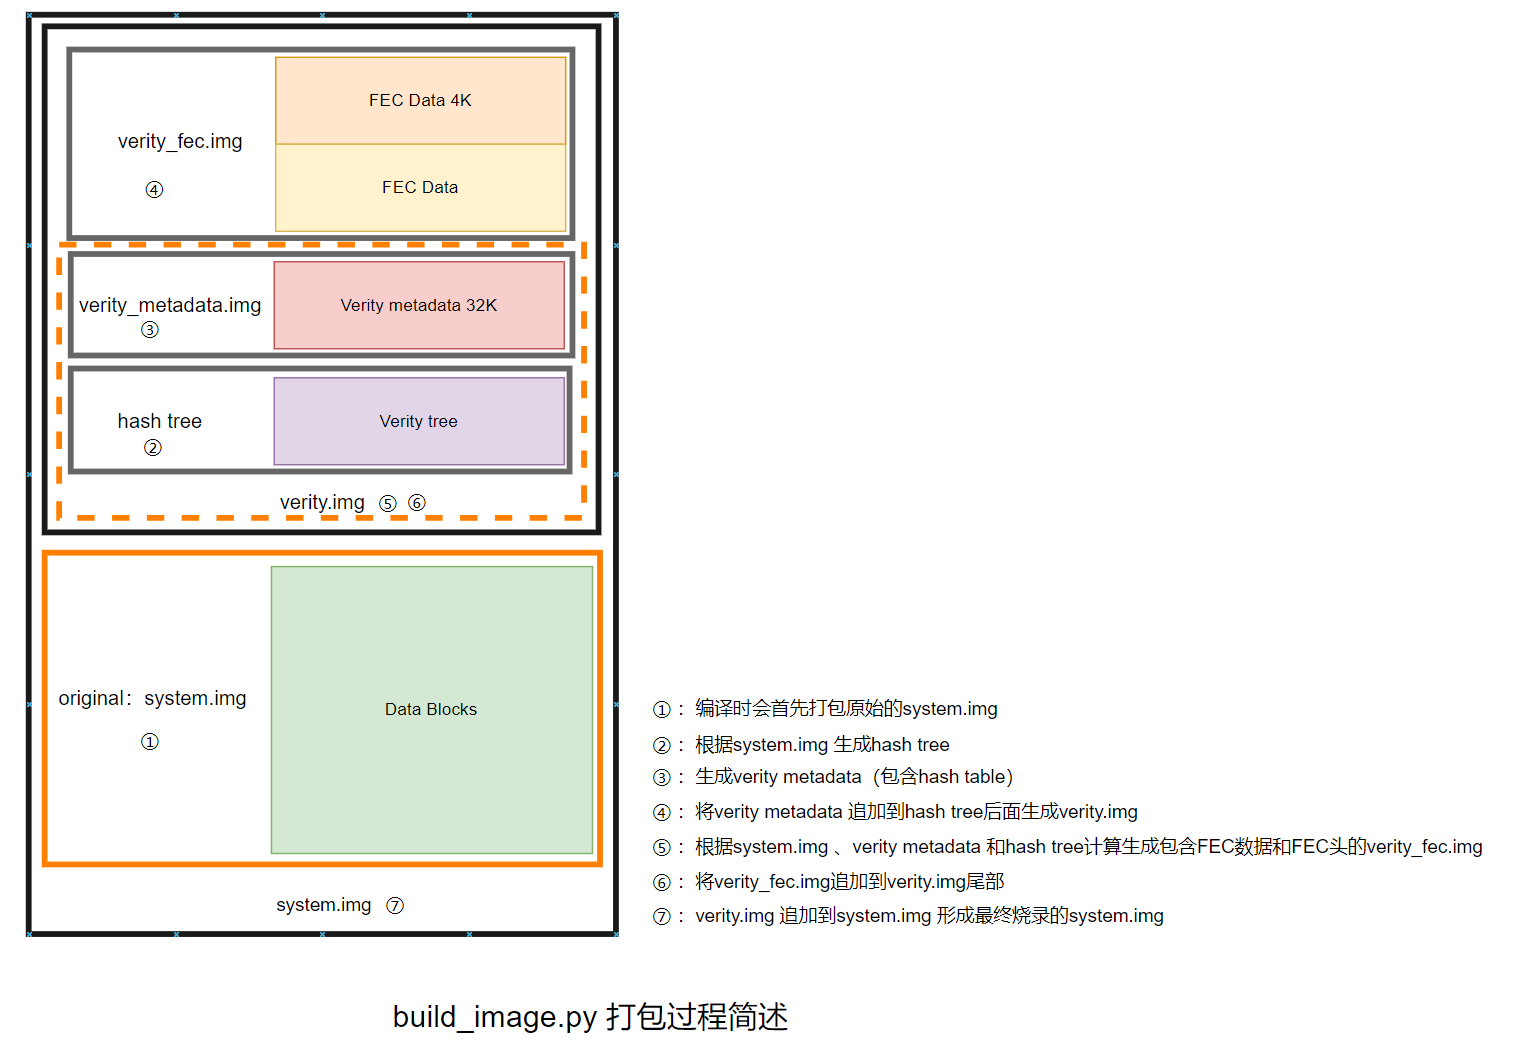 FEC Data 4K
verity_fec.img
④
FEC Data
verity_metadata.img
③
Verity metadata 32K
hash tree
②
Verity tree
verity.img ⑤ ⑥
original：system.img
①
Data Blocks
system.img ⑦
①：编译时会首先打包原始的system.img
②：根据system.img 生成hash tree
③：生成verity metadata（包含hash table）
④：将verity metadata 追加到hash tree后面生成verity.img
⑤：根据system.img 、verity metadata 和hash tree计算生成包含FEC数据和FEC头的verity_fec.img
⑥：将verity_fec.img追加到verity.img尾部
⑦：verity.img 追加到system.img 形成最终烧录的system.img
build_image.py 打包过程简述